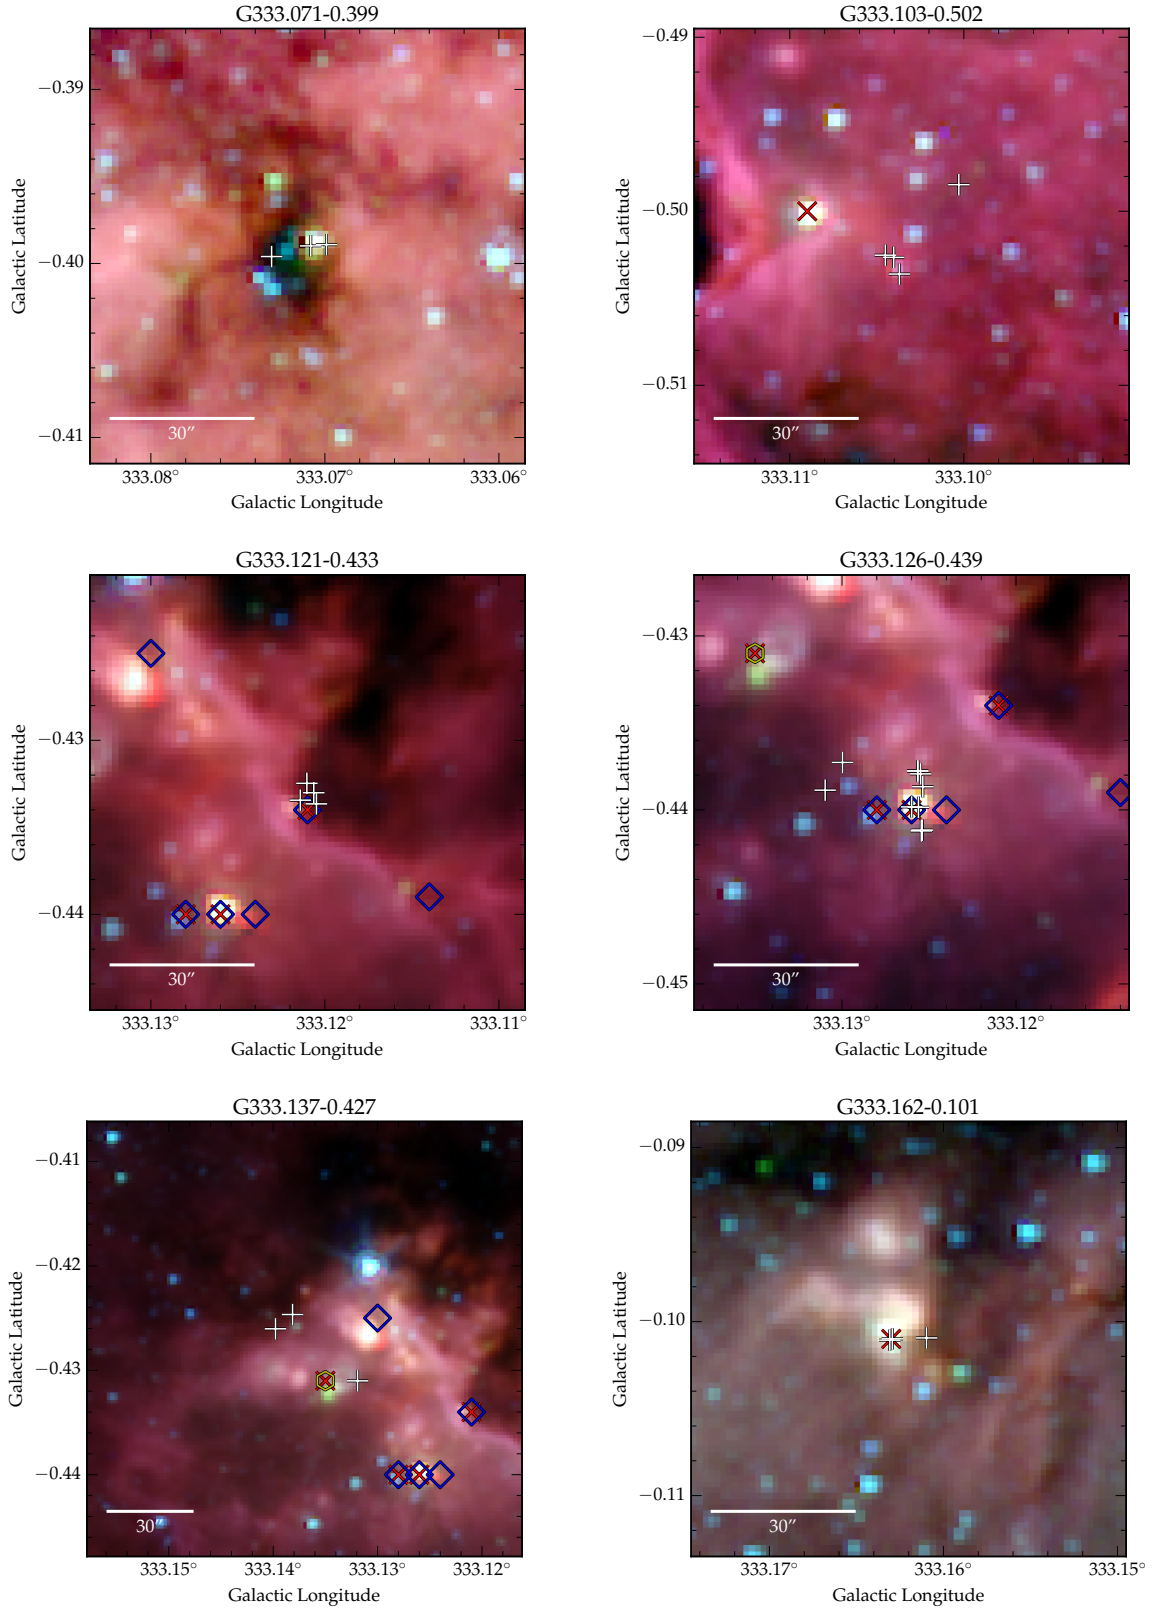 G333.071-0.399
−0.39
−0.40
−0.41
Galactic Latitude
30″
333.08°
333.07°
333.06°
Galactic Longitude
G333.103-0.502
−0.49
−0.50
−0.51
Galactic Latitude
30″
333.11°
333.10°
Galactic Longitude
G333.121-0.433
−0.43
−0.44
Galactic Latitude
30″
333.13°
333.12°
333.11°
Galactic Longitude
G333.126-0.439
−0.43
−0.44
−0.45
Galactic Latitude
30″
333.13°
333.12°
Galactic Longitude
G333.137-0.427
−0.41
−0.42
−0.43
−0.44
Galactic Latitude
30″
333.15°
333.14°
333.13°
333.12°
Galactic Longitude
G333.162-0.101
−0.09
−0.10
−0.11
Galactic Latitude
30″
333.17°
333.16°
333.15°
Galactic Longitude